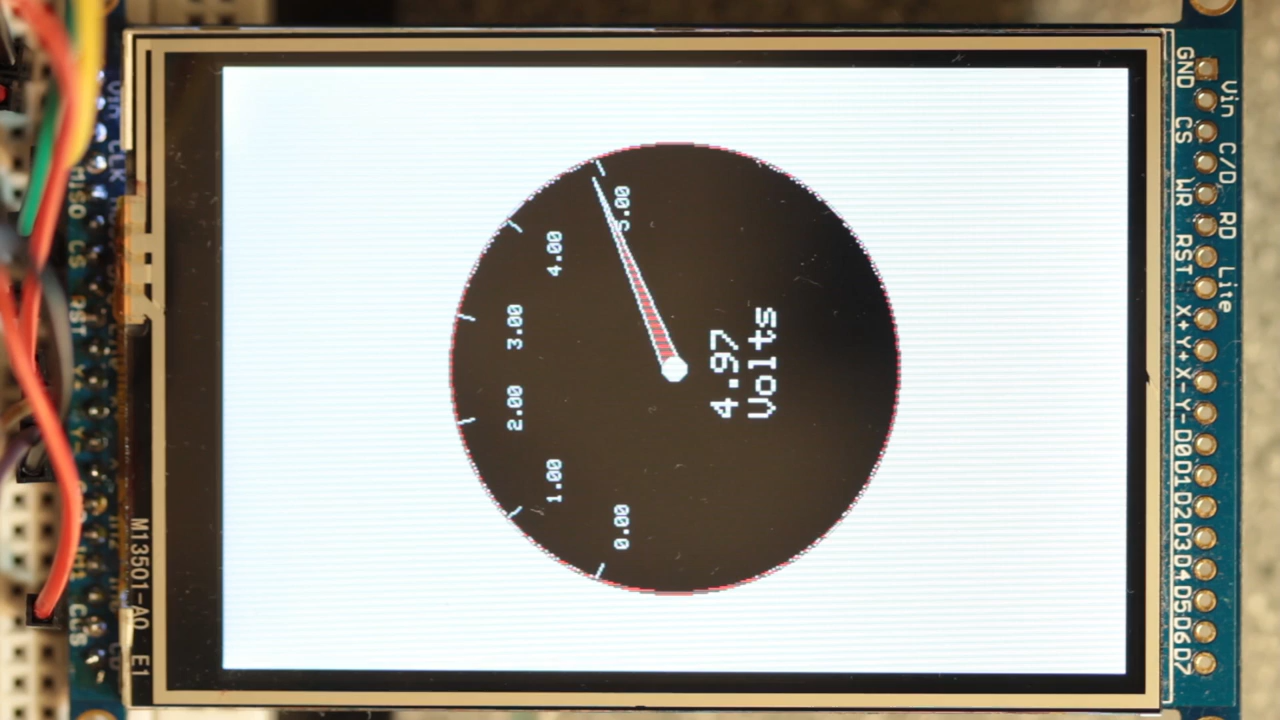 0.00
1.00
2.00
3.00
4.00
5.00
4.97
Volts
GND
Vin
CS
C/D
WR
RD
RST
Lite
X+
Y+
X-
Y-
D0
D1
D2
D3
D4
D5
D6
D7
M13501-A0 E1
CLK
MISO
CS
RST